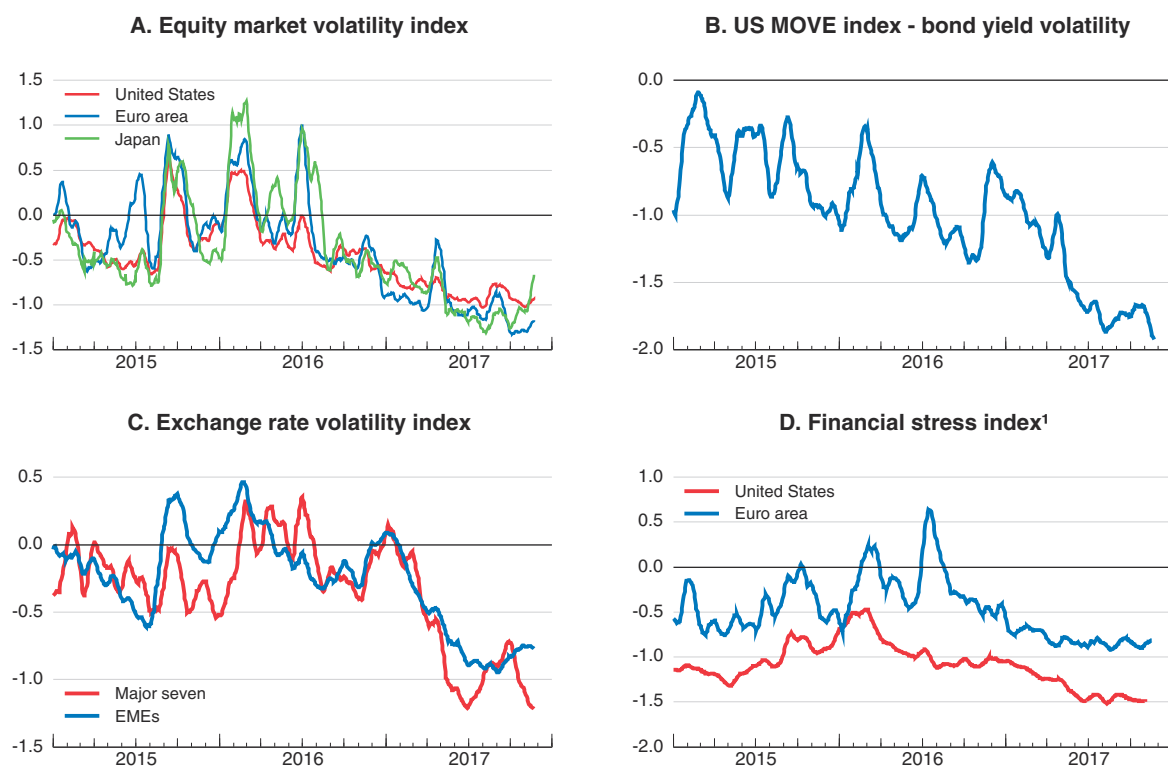 A. Equity market volatility index
1.5
1.0
0.5
0.0
-0.5
-1.0
-1.5
United States
Euro area
Japan
2015 2016 2017
B. US MOVE index - bond yield volatility
0.0
-0.5
-1.0
-1.5
-2.0
2015 2016 2017
C. Exchange rate volatility index
0.5
0.0
-0.5
-1.0
-1.5
Major seven
EMEs
2015 2016 2017
D. Financial stress index¹
1.0
0.5
0.0
-0.5
-1.0
-1.5
-2.0
United States
Euro area
2015 2016 2017